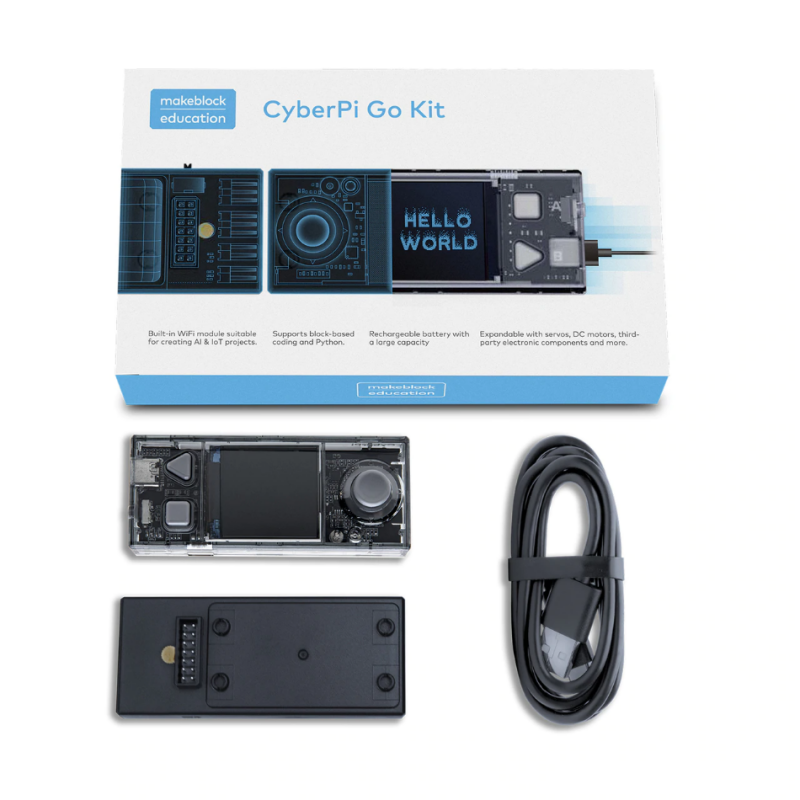 makeblock
education
CyberPi Go Kit
HELLO
WORLD
A
B
Built-in WiFi module suitable
for creating AI & IoT projects.
Supports block-based
coding and Python.
Rechargeable battery with
a large capacity
Expandable with servos, DC motors, third-
party electronic components and more.
makeblock
education